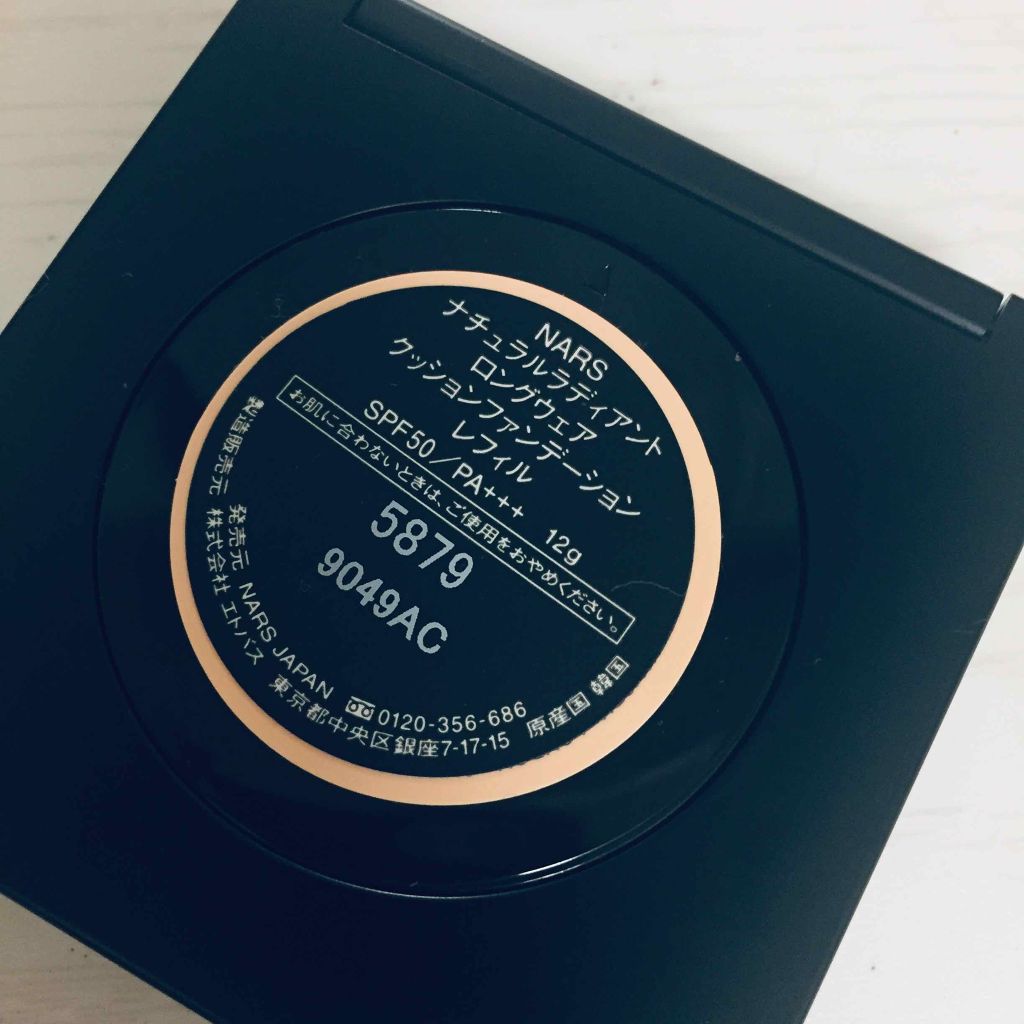 NARS
ナチュラルラディアント
ロングウェア
クッションファンデーション
レフィル
SPF50/PA+++ 12g
お肌に合わないときは、ご使用をおやめください。
5879
9049AC
発売元 NARS JAPAN 0120-356-686
製造販売元 株式会社 エトバス 東京都中央区銀座7-17-15 原産国 韓国